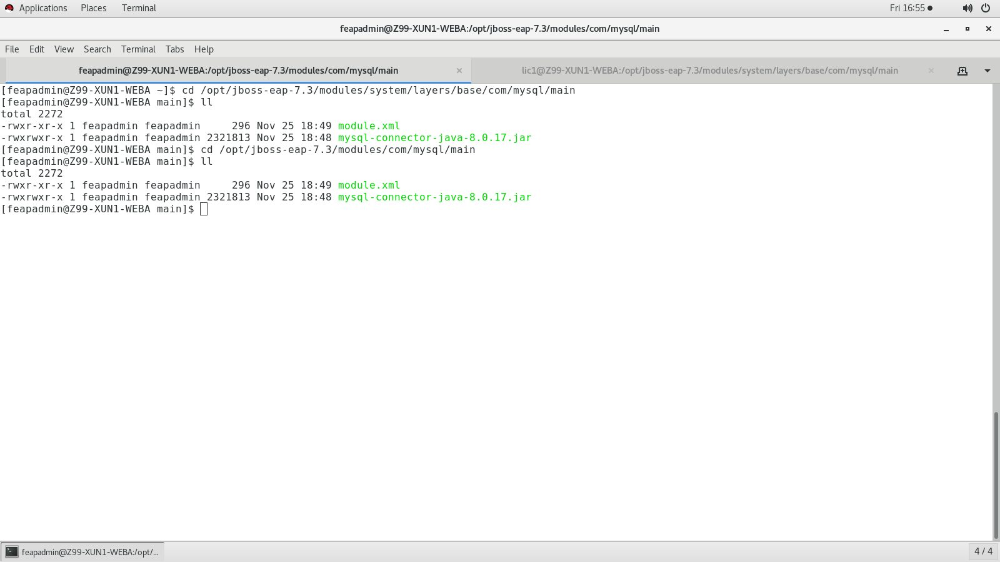 Applications Places Terminal Fri 16:55
feapadmin@Z99-XUN1-WEBA:/opt/jboss-eap-7.3/modules/com/mysql/main
File Edit View Search Terminal Tabs Help
feapadmin@Z99-XUN1-WEBA:/opt/jboss-eap-7.3/modules/com/mysql/main lic1@Z99-XUN1-WEBA:/opt/jboss-eap-7.3/modules/system/layers/base/com/mysql/main
[feapadmin@Z99-XUN1-WEBA ~]$ cd /opt/jboss-eap-7.3/modules/system/layers/base/com/mysql/main
[feapadmin@Z99-XUN1-WEBA main]$ ll
total 2272
-rwxr-xr-x 1 feapadmin feapadmin     296 Nov 25 18:49 module.xml
-rwxrwxr-x 1 feapadmin feapadmin 2321813 Nov 25 18:48 mysql-connector-java-8.0.17.jar
[feapadmin@Z99-XUN1-WEBA main]$ cd /opt/jboss-eap-7.3/modules/com/mysql/main
[feapadmin@Z99-XUN1-WEBA main]$ ll
total 2272
-rwxr-xr-x 1 feapadmin feapadmin     296 Nov 25 18:49 module.xml
-rwxrwxr-x 1 feapadmin feapadmin 2321813 Nov 25 18:48 mysql-connector-java-8.0.17.jar
[feapadmin@Z99-XUN1-WEBA main]$
feapadmin@Z99-XUN1-WEBA:/opt/... 4 / 4